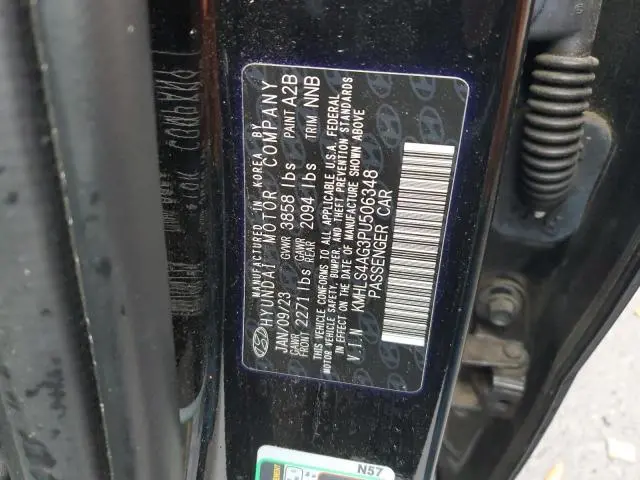 MANUFACTURED IN KOREA BY
HYUNDAI MOTOR COMPANY
JAN/09/23 GVWR 3858 lbs PAINT A2B
GAWR FRONT 2271 lbs GAWR REAR 2094 lbs TRIM NNB
THIS VEHICLE CONFORMS TO ALL APPLICABLE U.S.A. FEDERAL
MOTOR VEHICLE SAFETY, BUMPER, AND THEFT PREVENTION STANDARDS
IN EFFECT ON THE DATE OF MANUFACTURE SHOWN ABOVE
V.I.N KMHLS4AG3PU506348
PASSENGER CAR
N57